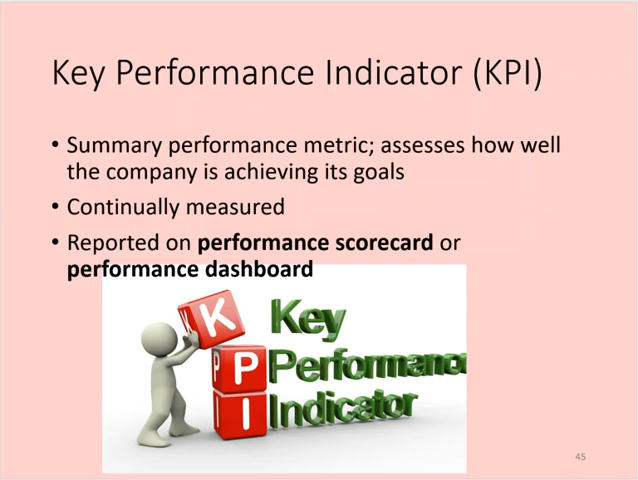 Key Performance Indicator (KPI)
• Summary performance metric; assesses how well
the company is achieving its goals
• Continually measured
• Reported on performance scorecard or
performance dashboard
K K Key
P P Performance
I Indicator
45